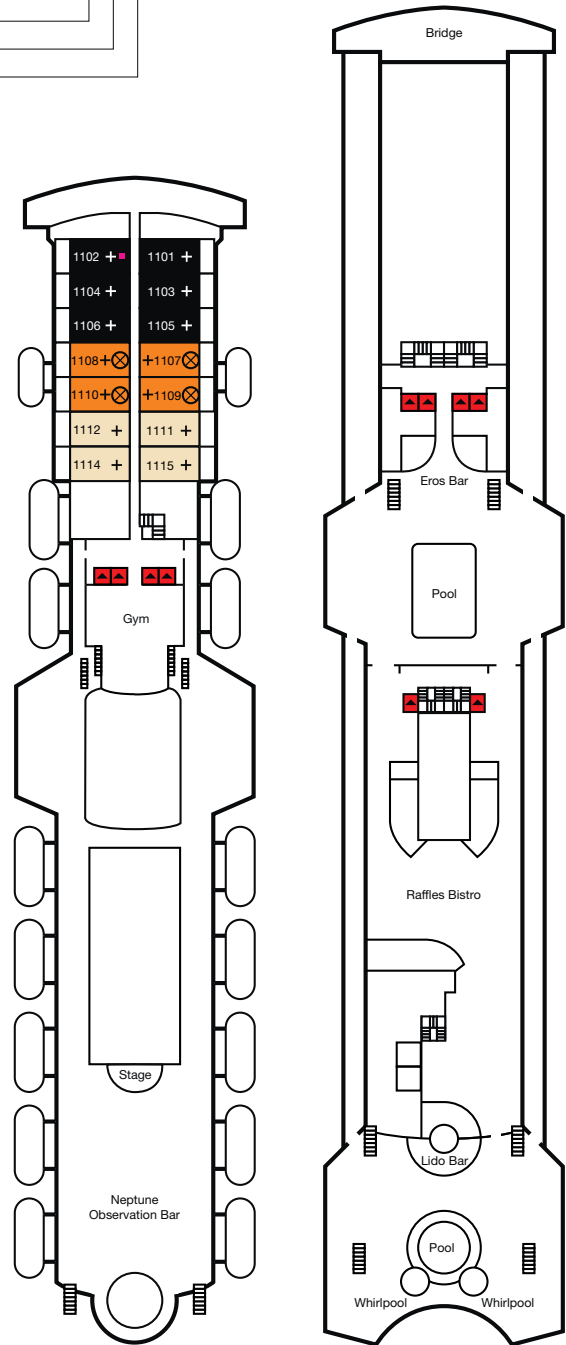 Bridge
1102
1101
1104
1103
1106
1105
1108
1107
1110
1109
1112
1111
1114
1115
Gym
Stage
Neptune
Observation Bar
Eros Bar
Pool
Raffles Bistro
Lido Bar
Pool
Whirlpool
Whirlpool